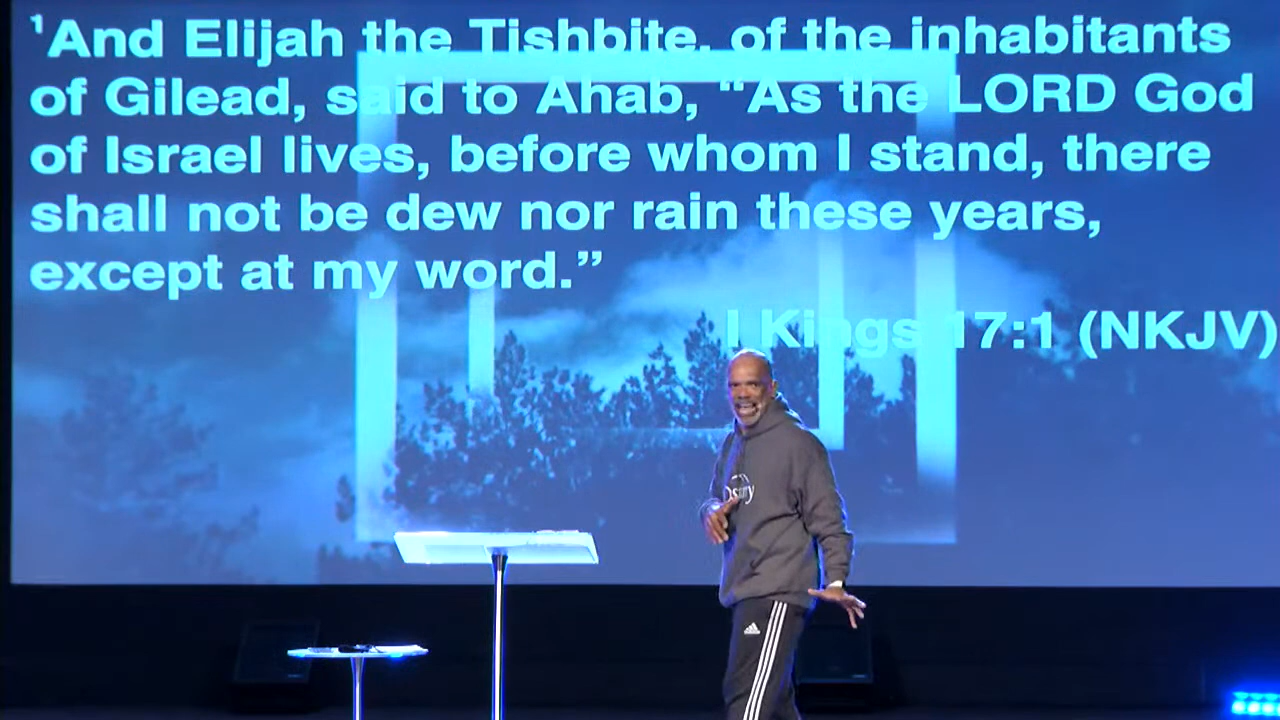 ¹And Elijah the Tishbite, of the inhabitants
of Gilead, said to Ahab, “As the LORD God
of Israel lives, before whom I stand, there
shall not be dew nor rain these years,
except at my word.”
I Kings 17:1 (NKJV)